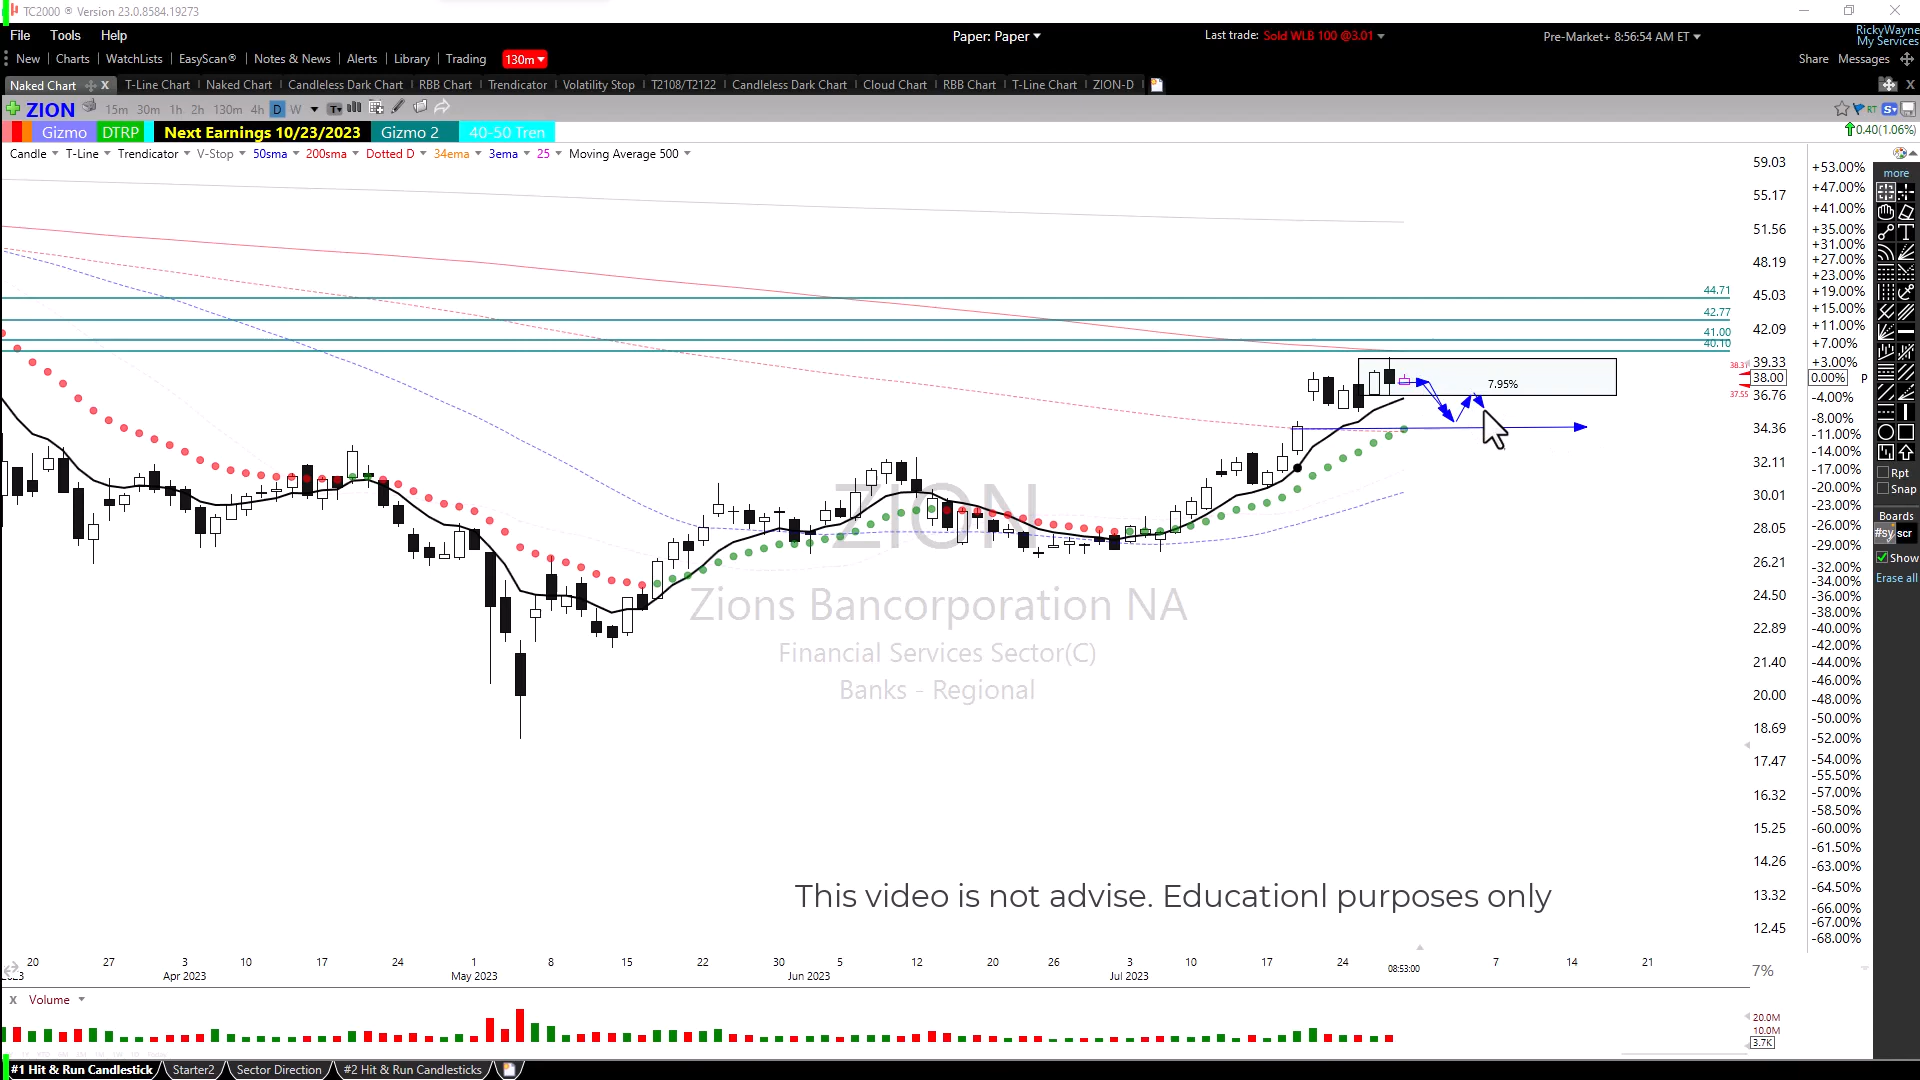 TC2000 ® Version 23.0.8584.19273
File Tools Help
Paper: Paper
Last trade: Sold WLB 100 @3.01
Pre-Market+ 8:56:54 AM ET
RickyWayne
My Services
New Charts WatchLists EasyScan® Notes & News Alerts Library Trading 130m
Share Messages
Naked Chart X T-Line Chart Naked Chart Candleless Dark Chart RBB Chart Trendicator Volatility Stop T2108/T2122 Candleless Dark Chart Cloud Chart RBB Chart T-Line Chart ZION-D
ZION 15m 30m 1h 2h 130m 4h D W
RT
Gizmo DTRP Next Earnings 10/23/2023 Gizmo 2 40-50 Tren
0.40(1.06%)
Candle T-Line Trendicator V-Stop 50sma 200sma Dotted D 34ema 3ema 25 Moving Average 500
59.03
55.17
51.56
48.19
45.03
42.09
39.33
38.00
36.76
34.36
32.11
30.01
28.05
26.21
24.50
22.89
21.40
20.00
18.69
17.47
16.32
15.25
14.26
13.32
12.45
+53.00%
+47.00%
+41.00%
+35.00%
+31.00%
+27.00%
+23.00%
+19.00%
+15.00%
+11.00%
+7.00%
+3.00%
0.00% P
-4.00%
-8.00%
-11.00%
-14.00%
-17.00%
-20.00%
-23.00%
-26.00%
-29.00%
-32.00%
-34.00%
-36.00%
-38.00%
-40.00%
-42.00%
-44.00%
-46.00%
-48.00%
-50.00%
-52.00%
-54.00%
-55.50%
-57.00%
-58.50%
-60.00%
-61.50%
-63.00%
-64.50%
-66.00%
-67.00%
-68.00%
more
Rpt
Snap
Boards
#sy scr
Show
Erase all
44.71
42.77
41.00
40.10
38.31
37.55
7.95%
ZION
Zions Bancorporation NA
Financial Services Sector(C)
Banks - Regional
This video is not advise. Educationl purposes only
20 27 3 10 17 24 1 8 15 22 30 5 12 20 26 3 10 17 24 7 14 21
Apr 2023 May 2023 Jun 2023 Jul 2023 08:53:00
7%
X Volume
20.0M
10.0M
3.7K
#1 Hit & Run Candlestick Starter2 Sector Direction #2 Hit & Run Candlesticks